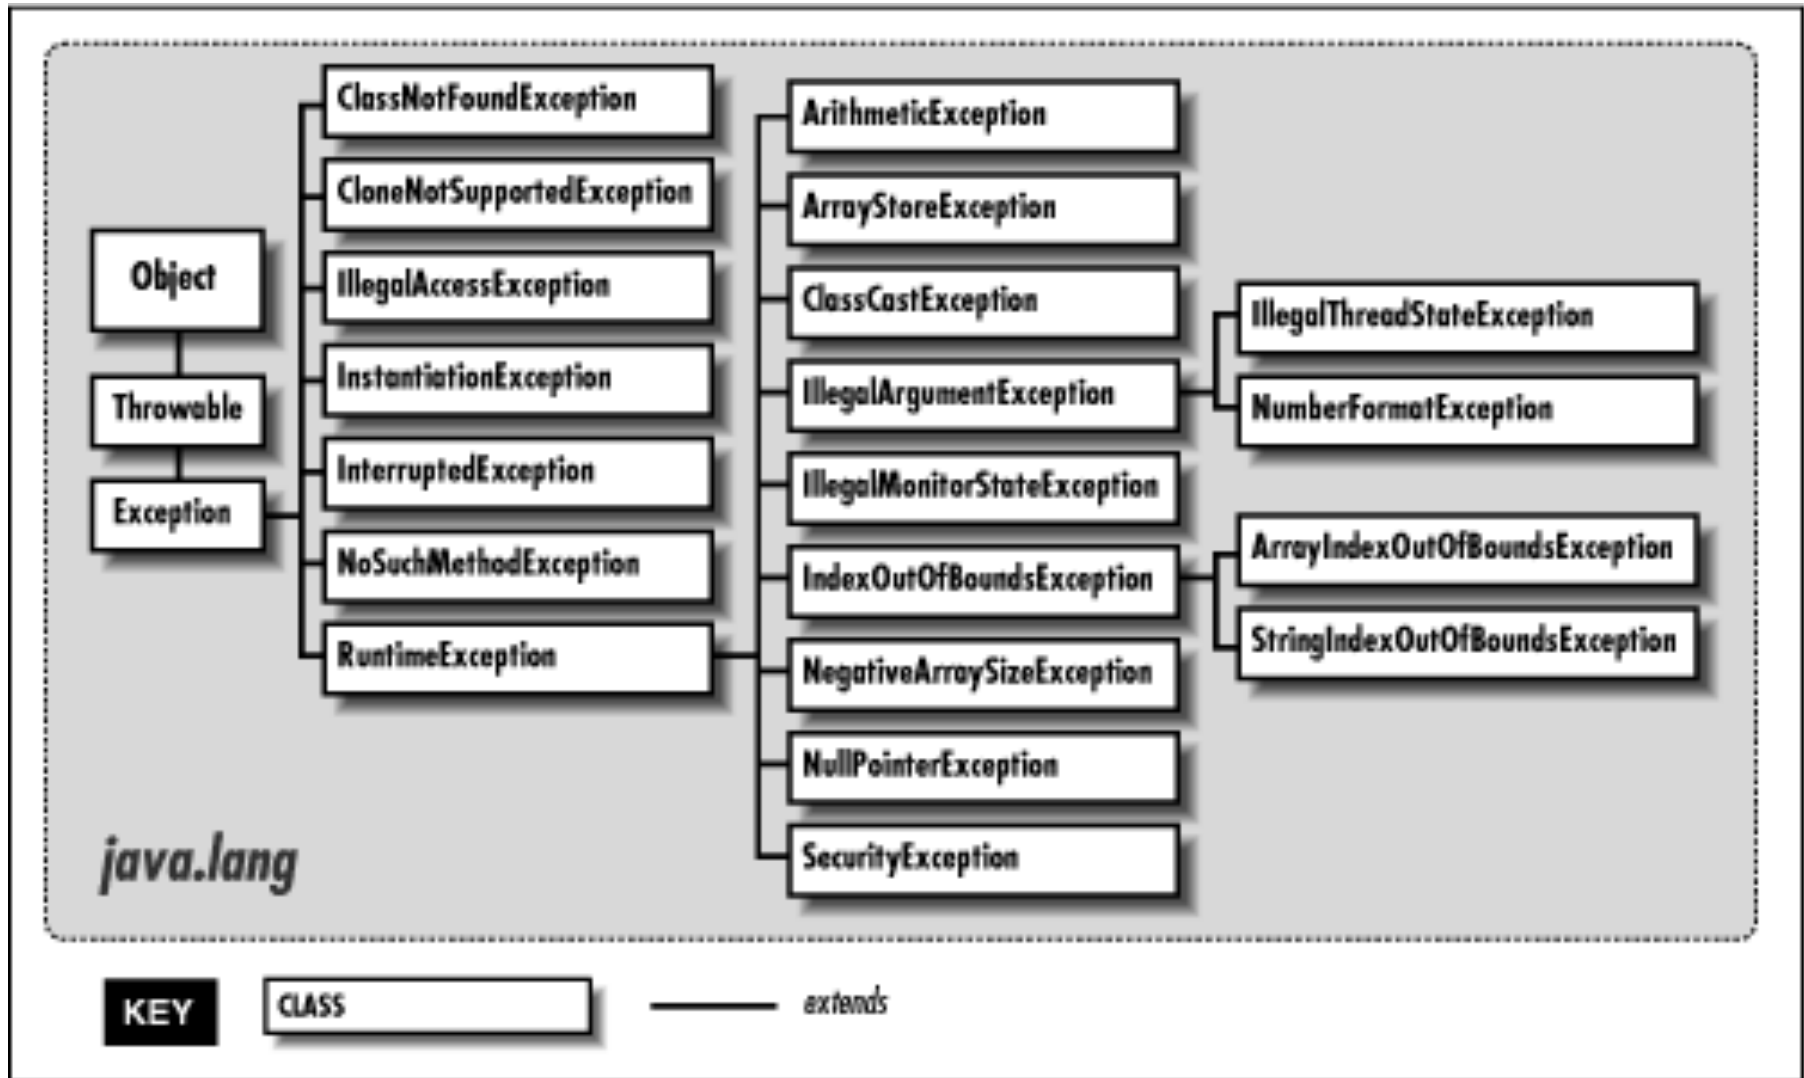 Object
Throwable
Exception
ClassNotFoundException
CloneNotSupportedException
IllegalAccessException
InstantiationException
InterruptedException
NoSuchMethodException
RuntimeException
ArithmeticException
ArrayStoreException
ClassCastException
IllegalArgumentException
IllegalMonitorStateException
IndexOutOfBoundsException
NegativeArraySizeException
NullPointerException
SecurityException
IllegalThreadStateException
NumberFormatException
ArrayIndexOutOfBoundsException
StringIndexOutOfBoundsException
java.lang
KEY
CLASS
extends